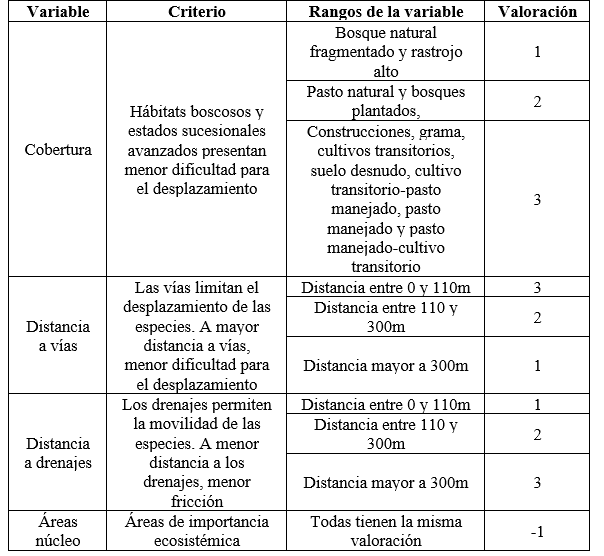 Variable Criterio Rangos de la variable Valoración
Cobertura
Hábitats boscosos y
estados sucesionales
avanzados presentan
menor dificultad para
el desplazamiento
Bosque natural
fragmentado y rastrojo
alto
1
Pasto natural y bosques
plantados,
2
Construcciones, grama,
cultivos transitorios,
suelo desnudo, cultivo
transitorio-pasto
manejado, pasto
manejado y pasto
manejado-cultivo
transitorio
3
Distancia
a vías
Las vías limitan el
desplazamiento de las
especies. A mayor
distancia a vías,
menor dificultad para
el desplazamiento
Distancia entre 0 y 110m
3
Distancia entre 110 y
300m
2
Distancia mayor a 300m
1
Distancia
a drenajes
Los drenajes permiten
la movilidad de las
especies. A menor
distancia a los
drenajes, menor
fricción
Distancia entre 0 y 110m
1
Distancia entre 110 y
300m
2
Distancia mayor a 300m
3
Áreas
núcleo
Áreas de importancia
ecosistémica
Todas tienen la misma
valoración
-1